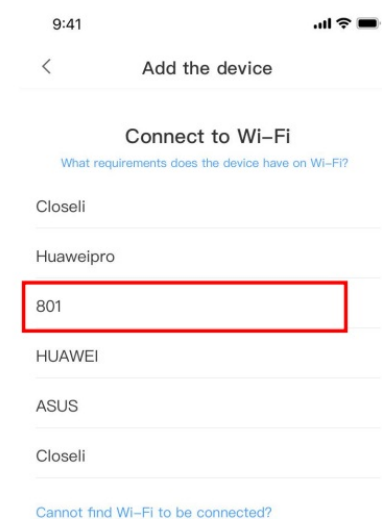 9:41
Add the device
Connect to Wi-Fi
What requirements does the device have on Wi-Fi?
Closeli
Huaweipro
801
HUAWEI
ASUS
Closeli
Cannot find Wi-Fi to be connected?